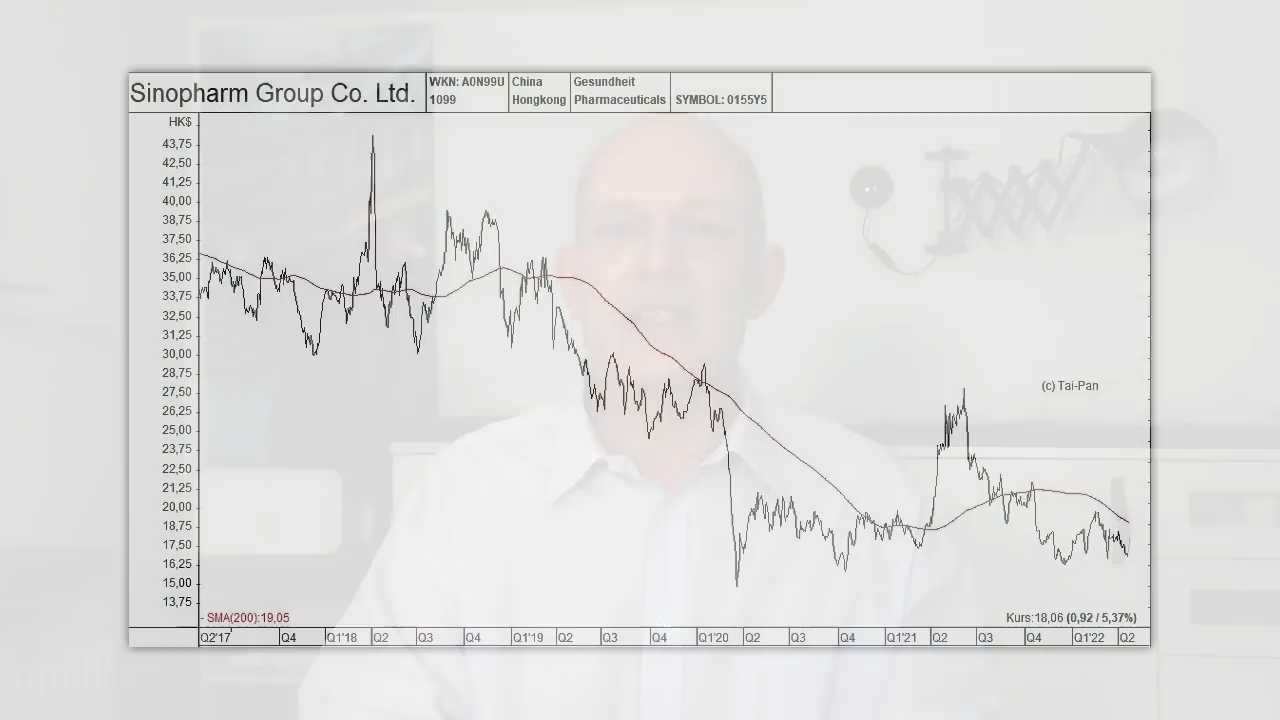 Sinopharm Group Co. Ltd.
WKN: A0N99U
1099
China
Hongkong
Gesundheit
Pharmaceuticals
SYMBOL: 0155Y5
HK$
43,75
42,50
41,25
40,00
38,75
37,50
36,25
35,00
33,75
32,50
31,25
30,00
28,75
27,50
26,25
25,00
23,75
22,50
21,25
20,00
18,75
17,50
16,25
15,00
13,75
(c) Tai-Pan
- SMA(200):19,05
Kurs:18,06 (0,92 / 5,37%)
Q2'17 Q4 Q1'18 Q2 Q3 Q4 Q1'19 Q2 Q3 Q4 Q1'20 Q2 Q3 Q4 Q1'21 Q2 Q3 Q4 Q1'22 Q2